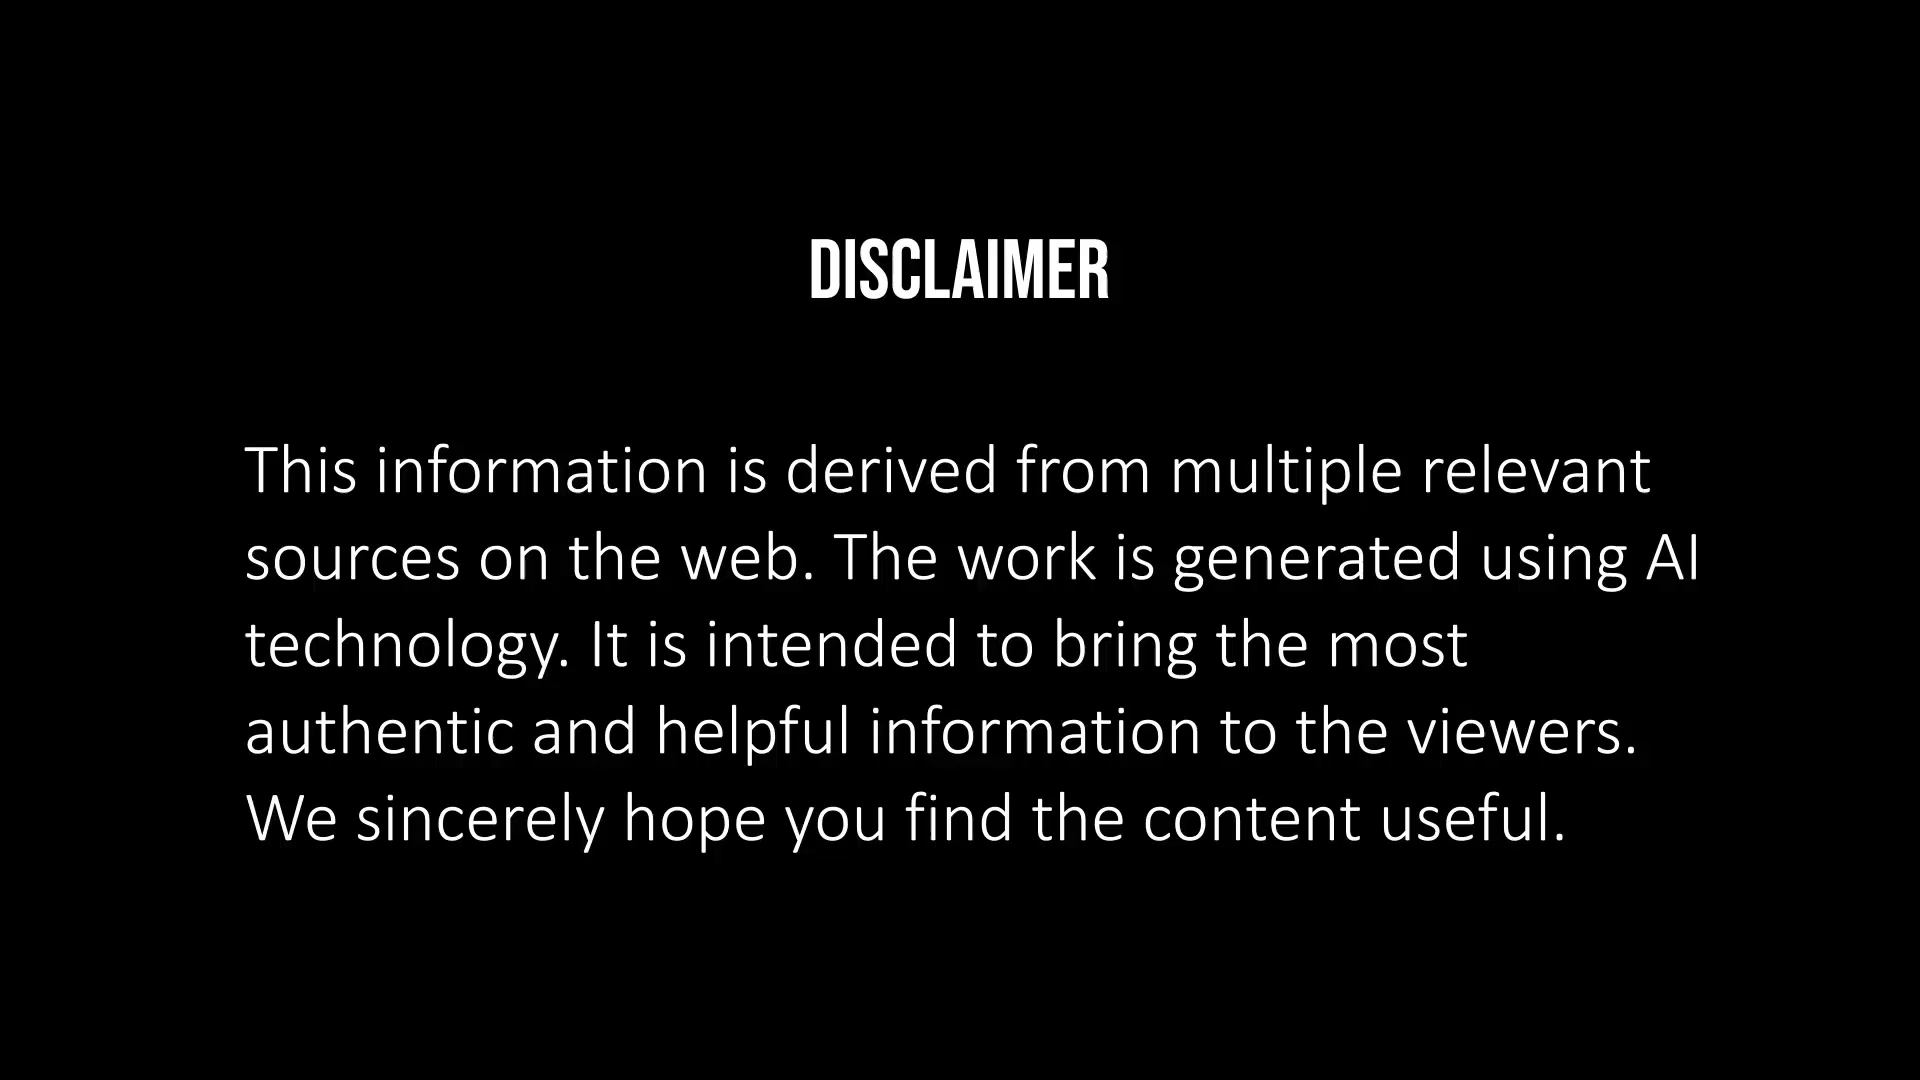 DISCLAIMER
This information is derived from multiple relevant
sources on the web. The work is generated using AI
technology. It is intended to bring the most
authentic and helpful information to the viewers.
We sincerely hope you find the content useful.